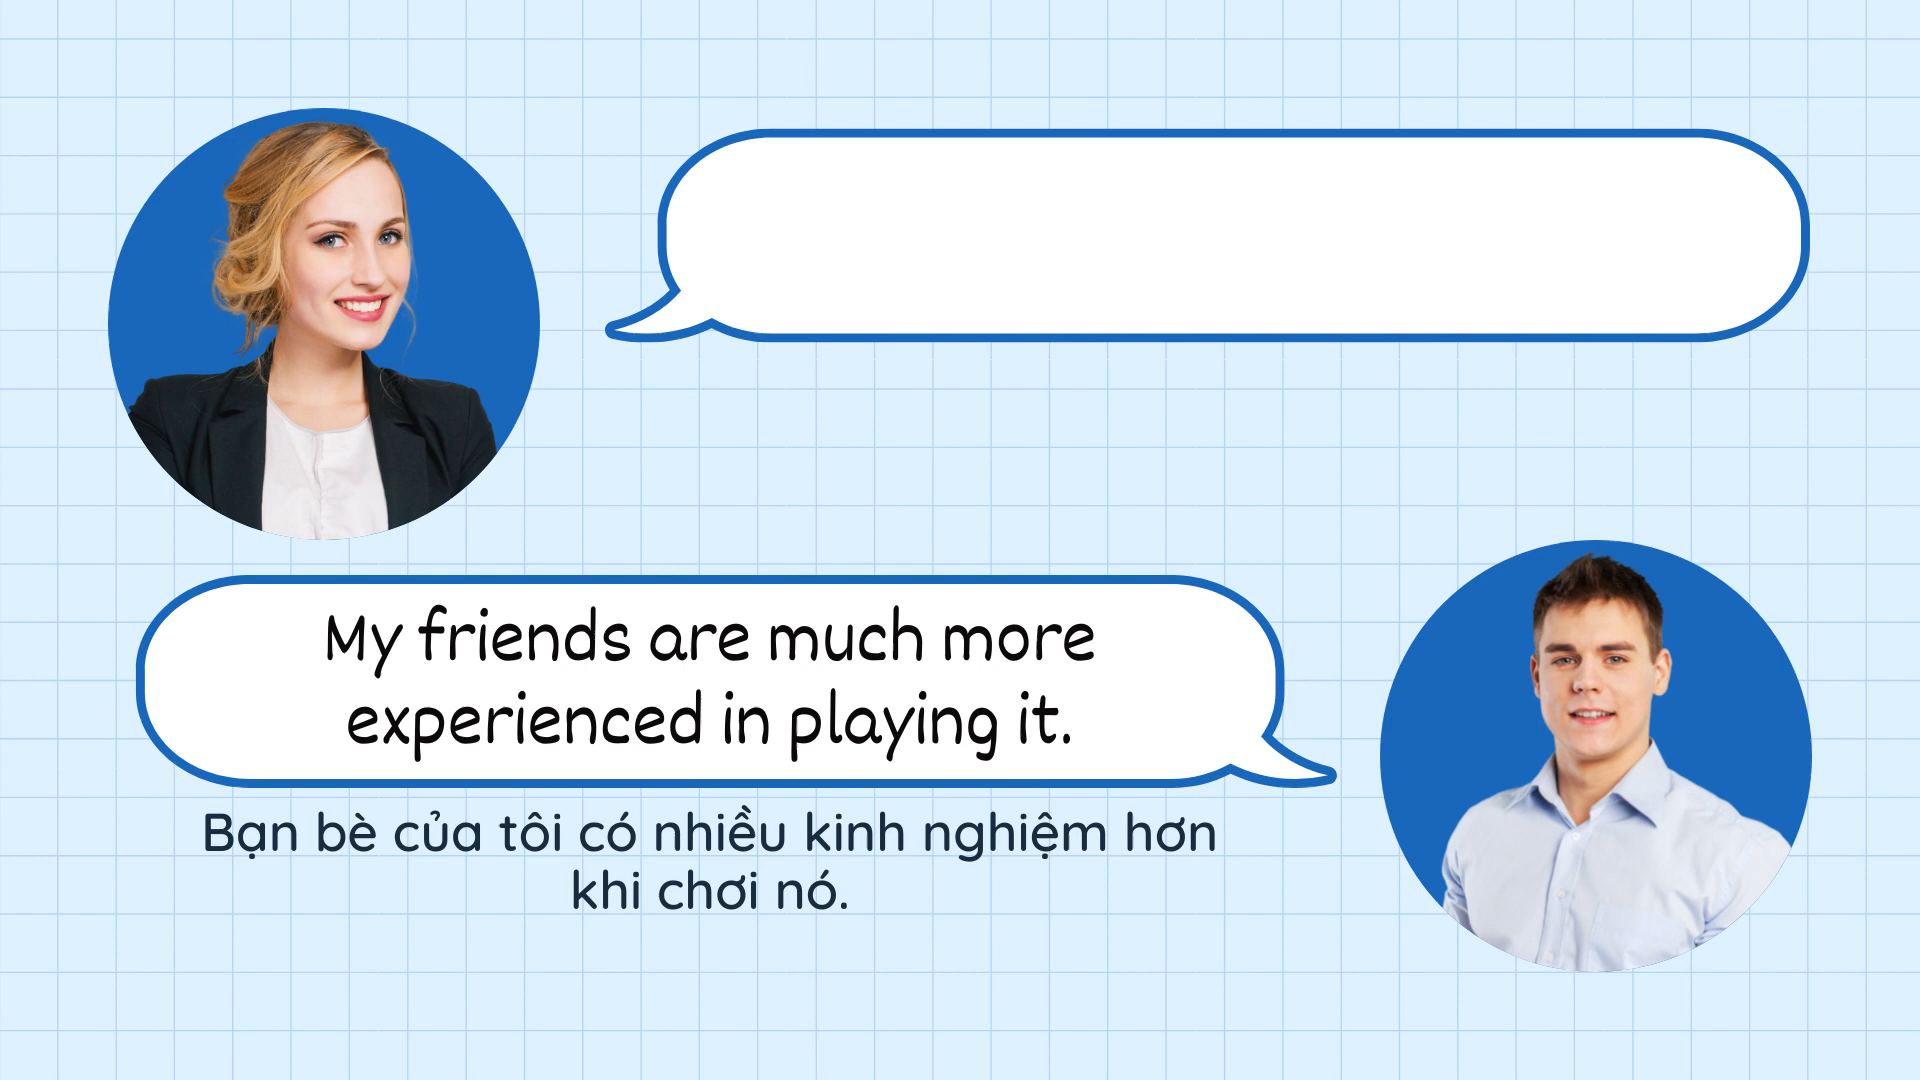 My friends are much more
experienced in playing it.
Bạn bè của tôi có nhiều kinh nghiệm hơn
khi chơi nó.